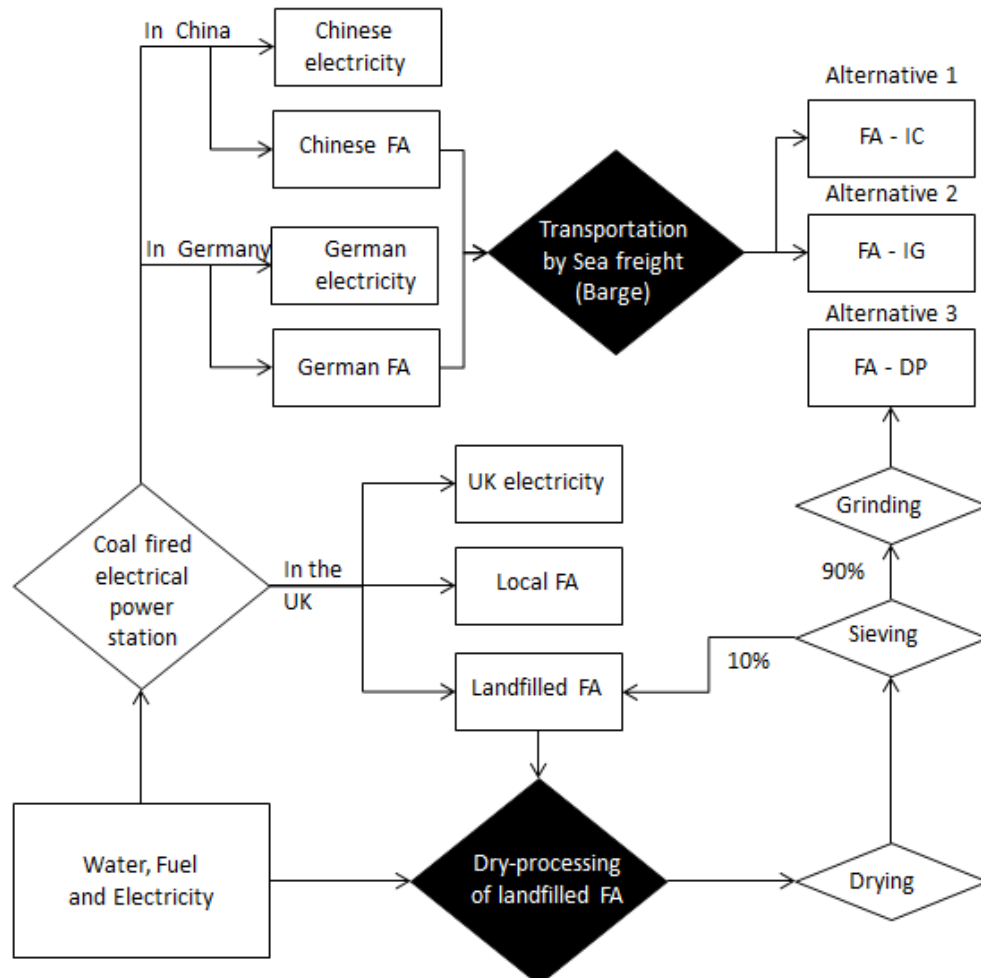 In China
Chinese
electricity
Chinese FA
In Germany
German
electricity
German FA
Transportation
by Sea freight
(Barge)
Alternative 1
FA - IC
Alternative 2
FA - IG
Alternative 3
FA - DP
Grinding
90%
Sieving
10%
UK electricity
Local FA
Landfilled FA
In the
UK
Coal fired
electrical
power
station
Water, Fuel
and Electricity
Dry-processing
of landfilled FA
Drying